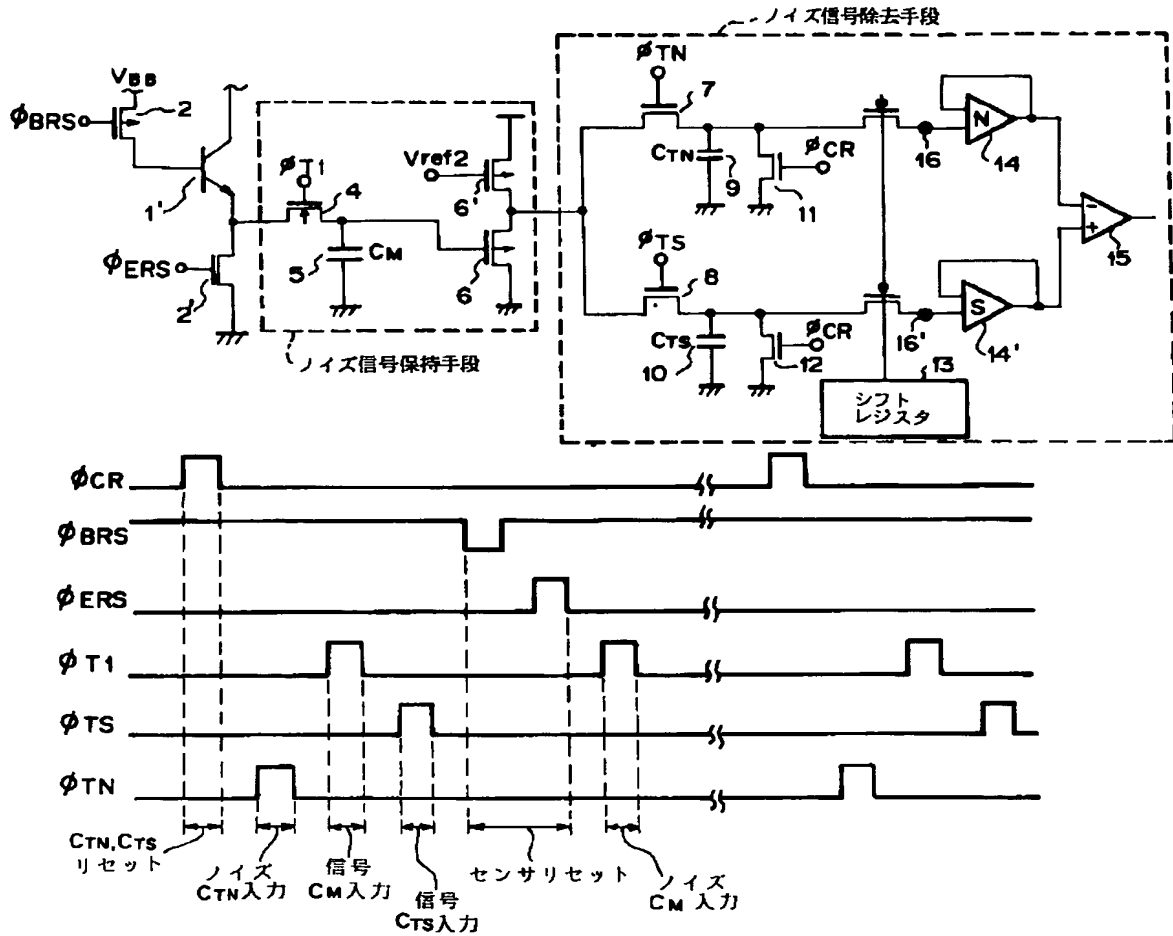 ノイズ信号除去手段
VBB
φBRS
2
1'
φERS
2'
φT1
4
5
CM
Vref2
6'
6
ノイズ信号保持手段
φTN
7
CTN
9
φCR
11
16
N
14
φTS
8
CTS
10
φCR
12
16'
S
14'
-
+
15
13
シフト
レジスタ
φCR
φBRS
φERS
φT1
φTS
φTN
CTN,CTS
リセット
ノイズ
CTN入力
信号
CM入力
信号
CTS入力
センサリセット
ノイズ
CM入力